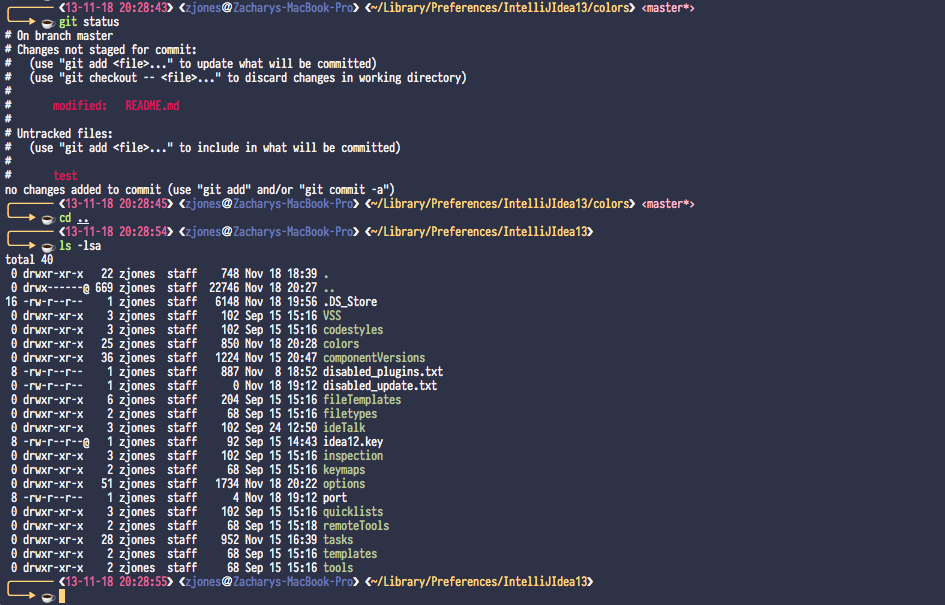 ❮13-11-18 20:28:43❯ ❮zjones@Zacharys-MacBook-Pro❯ ❮~/Library/Preferences/IntelliJIdea13/colors❯ ❮master*❯
git status
# On branch master
# Changes not staged for commit:
#   (use "git add <file>..." to update what will be committed)
#   (use "git checkout -- <file>..." to discard changes in working directory)
#
#       modified:   README.md
#
# Untracked files:
#   (use "git add <file>..." to include in what will be committed)
#
#       test
no changes added to commit (use "git add" and/or "git commit -a")
❮13-11-18 20:28:45❯ ❮zjones@Zacharys-MacBook-Pro❯ ❮~/Library/Preferences/IntelliJIdea13/colors❯ ❮master*❯
cd ..
❮13-11-18 20:28:54❯ ❮zjones@Zacharys-MacBook-Pro❯ ❮~/Library/Preferences/IntelliJIdea13❯
ls -lsa
total 40
 0 drwxr-xr-x   22 zjones  staff    748 Nov 18 18:39 .
 0 drwx------@ 669 zjones  staff  22746 Nov 18 20:27 ..
16 -rw-r--r--    1 zjones  staff   6148 Nov 18 19:56 .DS_Store
 0 drwxr-xr-x    3 zjones  staff    102 Sep 15 15:16 VSS
 0 drwxr-xr-x    3 zjones  staff    102 Sep 15 15:16 codestyles
 0 drwxr-xr-x   25 zjones  staff    850 Nov 18 20:28 colors
 0 drwxr-xr-x   36 zjones  staff   1224 Nov 15 20:47 componentVersions
 8 -rw-r--r--    1 zjones  staff    887 Nov  8 18:52 disabled_plugins.txt
 0 -rw-r--r--    1 zjones  staff      0 Nov 18 19:12 disabled_update.txt
 0 drwxr-xr-x    6 zjones  staff    204 Sep 15 15:16 fileTemplates
 0 drwxr-xr-x    2 zjones  staff     68 Sep 15 15:16 filetypes
 0 drwxr-xr-x    3 zjones  staff    102 Sep 24 12:50 ideTalk
 8 -rw-r--r--@   1 zjones  staff     92 Sep 15 14:43 idea12.key
 0 drwxr-xr-x    3 zjones  staff    102 Sep 15 15:16 inspection
 0 drwxr-xr-x    2 zjones  staff     68 Sep 15 15:16 keymaps
 0 drwxr-xr-x   51 zjones  staff   1734 Nov 18 20:22 options
 8 -rw-r--r--    1 zjones  staff      4 Nov 18 19:12 port
 0 drwxr-xr-x    3 zjones  staff    102 Sep 15 15:16 quicklists
 0 drwxr-xr-x    2 zjones  staff     68 Sep 15 15:18 remoteTools
 0 drwxr-xr-x   28 zjones  staff    952 Nov 15 16:39 tasks
 0 drwxr-xr-x    2 zjones  staff     68 Sep 15 15:16 templates
 0 drwxr-xr-x    2 zjones  staff     68 Sep 15 15:16 tools
❮13-11-18 20:28:55❯ ❮zjones@Zacharys-MacBook-Pro❯ ❮~/Library/Preferences/IntelliJIdea13❯